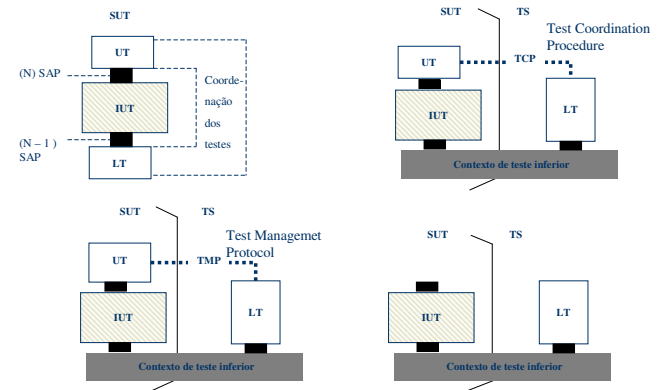 SUT
UT
(N) SAP
IUT
Coorde-
nação
dos
testes
(N – 1 )
SAP
LT
SUT
TS
Test Coordination
Procedure
UT
TCP
IUT
LT
Contexto de teste inferior
SUT
TS
Test Managemet
Protocol
UT
TMP
IUT
LT
Contexto de teste inferior
SUT
TS
IUT
LT
Contexto de teste inferior